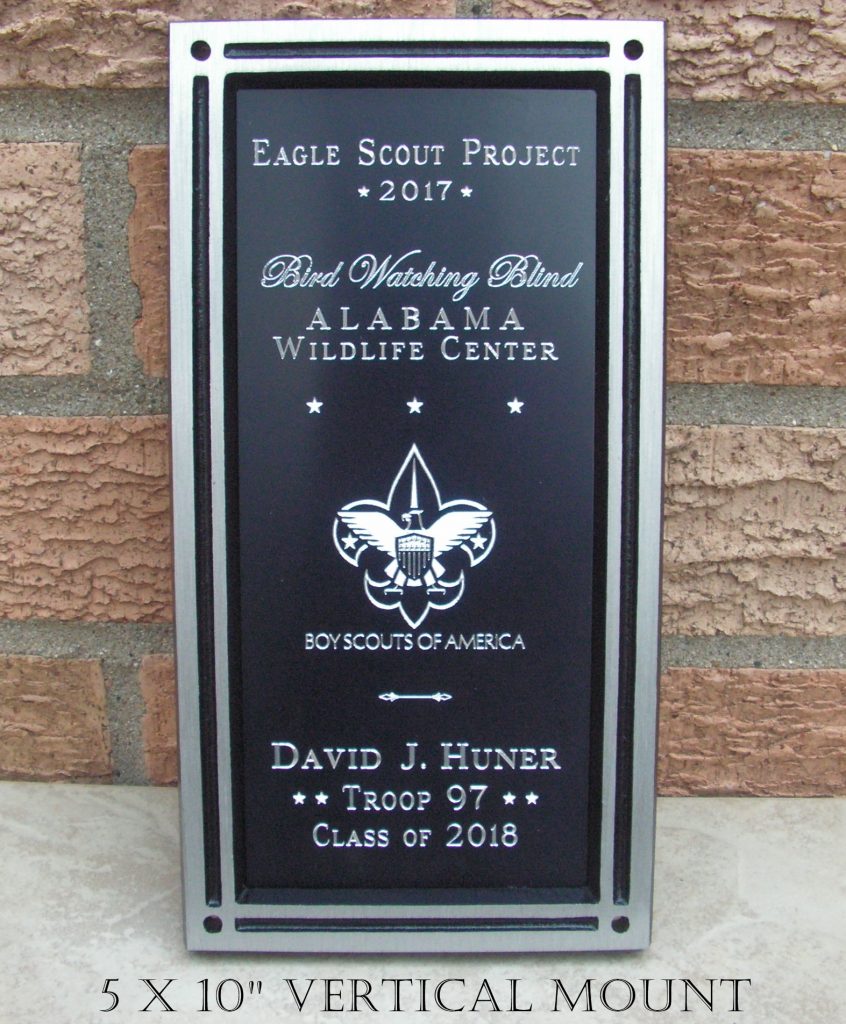 Eagle Scout Project
★ 2017 ★
Bird Watching Blind
ALABAMA
Wildlife Center
BOY SCOUTS OF AMERICA
David J. Huner
★ ★ Troop 97 ★ ★
Class of 2018
5 X 10" VERTICAL MOUNT